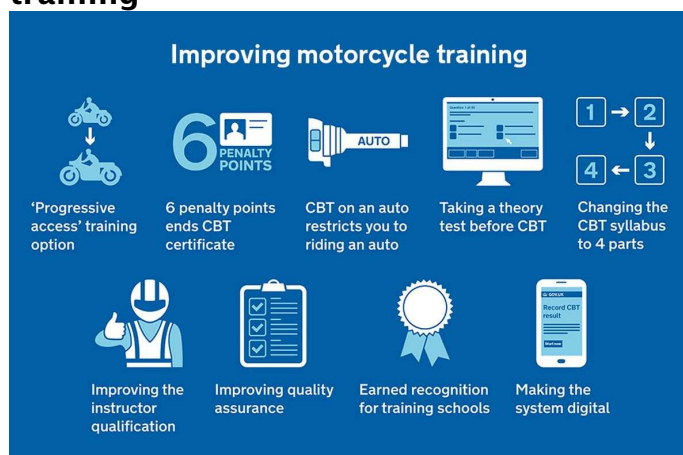 training
Improving motorcycle training
6
PENALTY
POINTS
AUTO
1 2
4 3
'Progressive
access' training
option
6 penalty points
ends CBT
certificate
CBT on an auto
restricts you to
riding an auto
Taking a theory
test before CBT
Changing the
CBT syllabus
to 4 parts
GOV.UK
Record CBT
result
Start now
Improving the
instructor
qualification
Improving quality
assurance
Earned recognition
for training schools
Making the
system digital